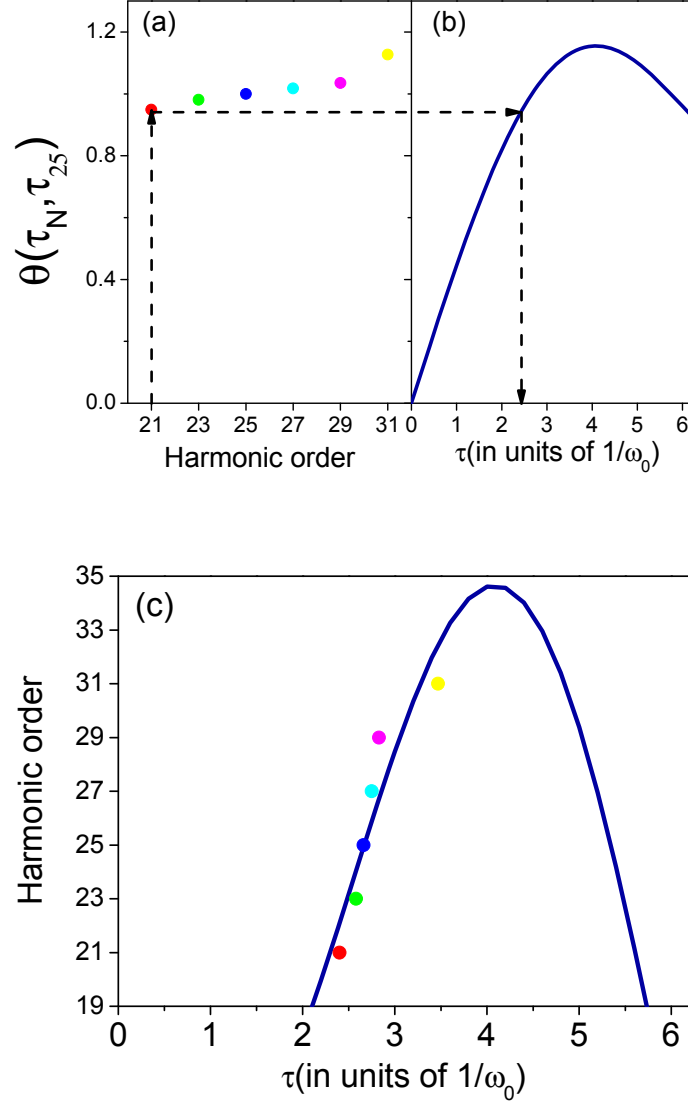 (a)
(b)
1.2
0.8
0.4
0.0
θ(τN,τ25)
21 23 25 27 29 31
0 1 2 3 4 5 6
Harmonic order
τ(in units of 1/ω0)
(c)
35
33
31
29
27
25
23
21
19
Harmonic order
0 1 2 3 4 5 6
τ(in units of 1/ω0)